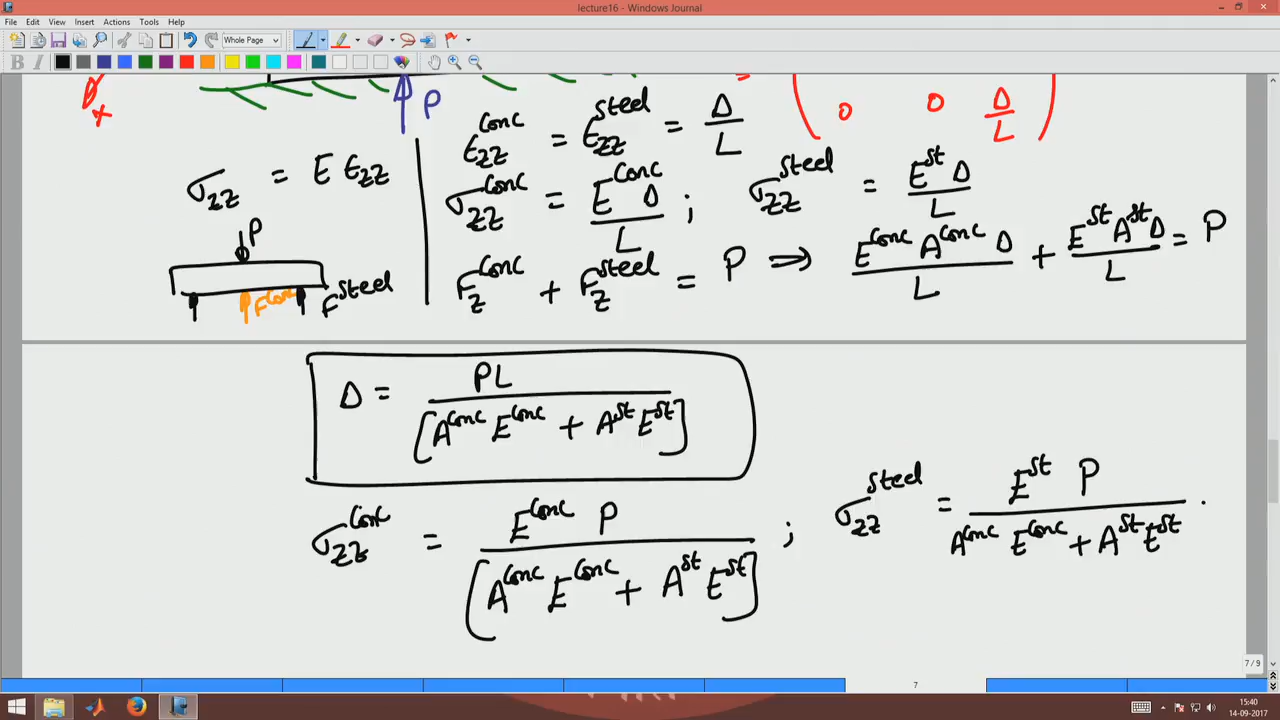 lecture16 - Windows Journal
File Edit View Insert Actions Tools Help
Whole Page
B I
P
0 0 Δ/L
σ_zz = E ε_zz
P
F^conc F^steel
ε_zz^conc = ε_zz^steel = Δ/L
σ_zz^conc = E^conc Δ/L ; σ_zz^steel = E^st Δ/L
F_z^conc + F_z^steel = P ⇒ E^conc A^conc Δ/L + E^st A^st Δ/L = P
Δ = PL/[A^conc E^conc + A^st E^st]
σ_zz^conc = E^conc P/[A^conc E^conc + A^st E^st] ; σ_zz^steel = E^st P/A^conc E^conc + A^st E^st .
7 / 9
7
15:40
14-09-2017